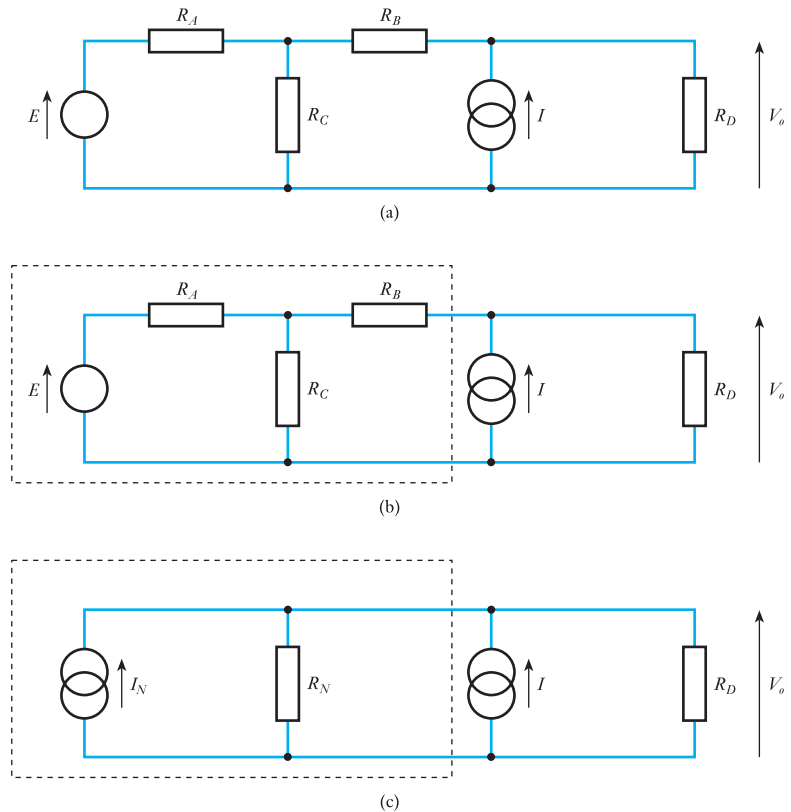 R_A R_B
E R_C I R_D V_o
(a)
R_A R_B
E R_C I R_D V_o
(b)
I_N R_N I R_D V_o
(c)